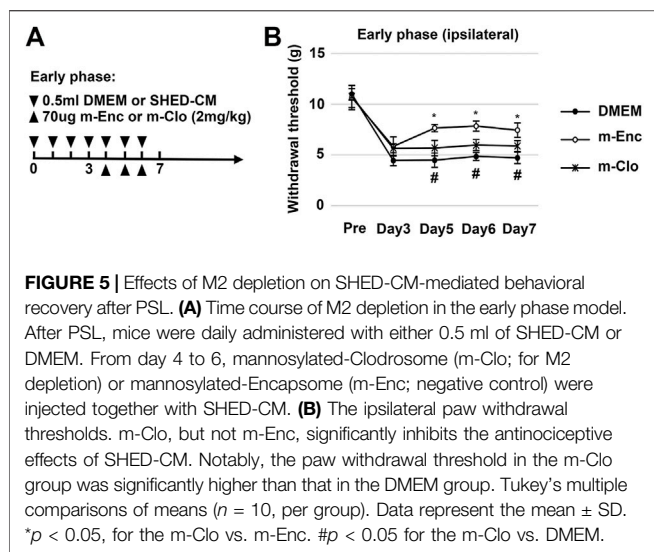 A
Early phase:
▼ 0.5ml DMEM or SHED-CM
▲ 70ug m-Enc or m-Clo (2mg/kg)
0 3 7
B
Early phase (ipsilateral)
Withdrawal threshold (g)
15
10
5
0
* * *
# # #
Pre Day3 Day5 Day6 Day7
DMEM
m-Enc
m-Clo
FIGURE 5 | Effects of M2 depletion on SHED-CM-mediated behavioral
recovery after PSL. (A) Time course of M2 depletion in the early phase model.
After PSL, mice were daily administered with either 0.5 ml of SHED-CM or
DMEM. From day 4 to 6, mannosylated-Clodrosome (m-Clo; for M2
depletion) or mannosylated-Encapsome (m-Enc; negative control) were
injected together with SHED-CM. (B) The ipsilateral paw withdrawal
thresholds. m-Clo, but not m-Enc, significantly inhibits the antinociceptive
effects of SHED-CM. Notably, the paw withdrawal threshold in the m-Clo
group was significantly higher than that in the DMEM group. Tukey's multiple
comparisons of means (n = 10, per group). Data represent the mean ± SD.
*p < 0.05, for the m-Clo vs. m-Enc. #p < 0.05 for the m-Clo vs. DMEM.